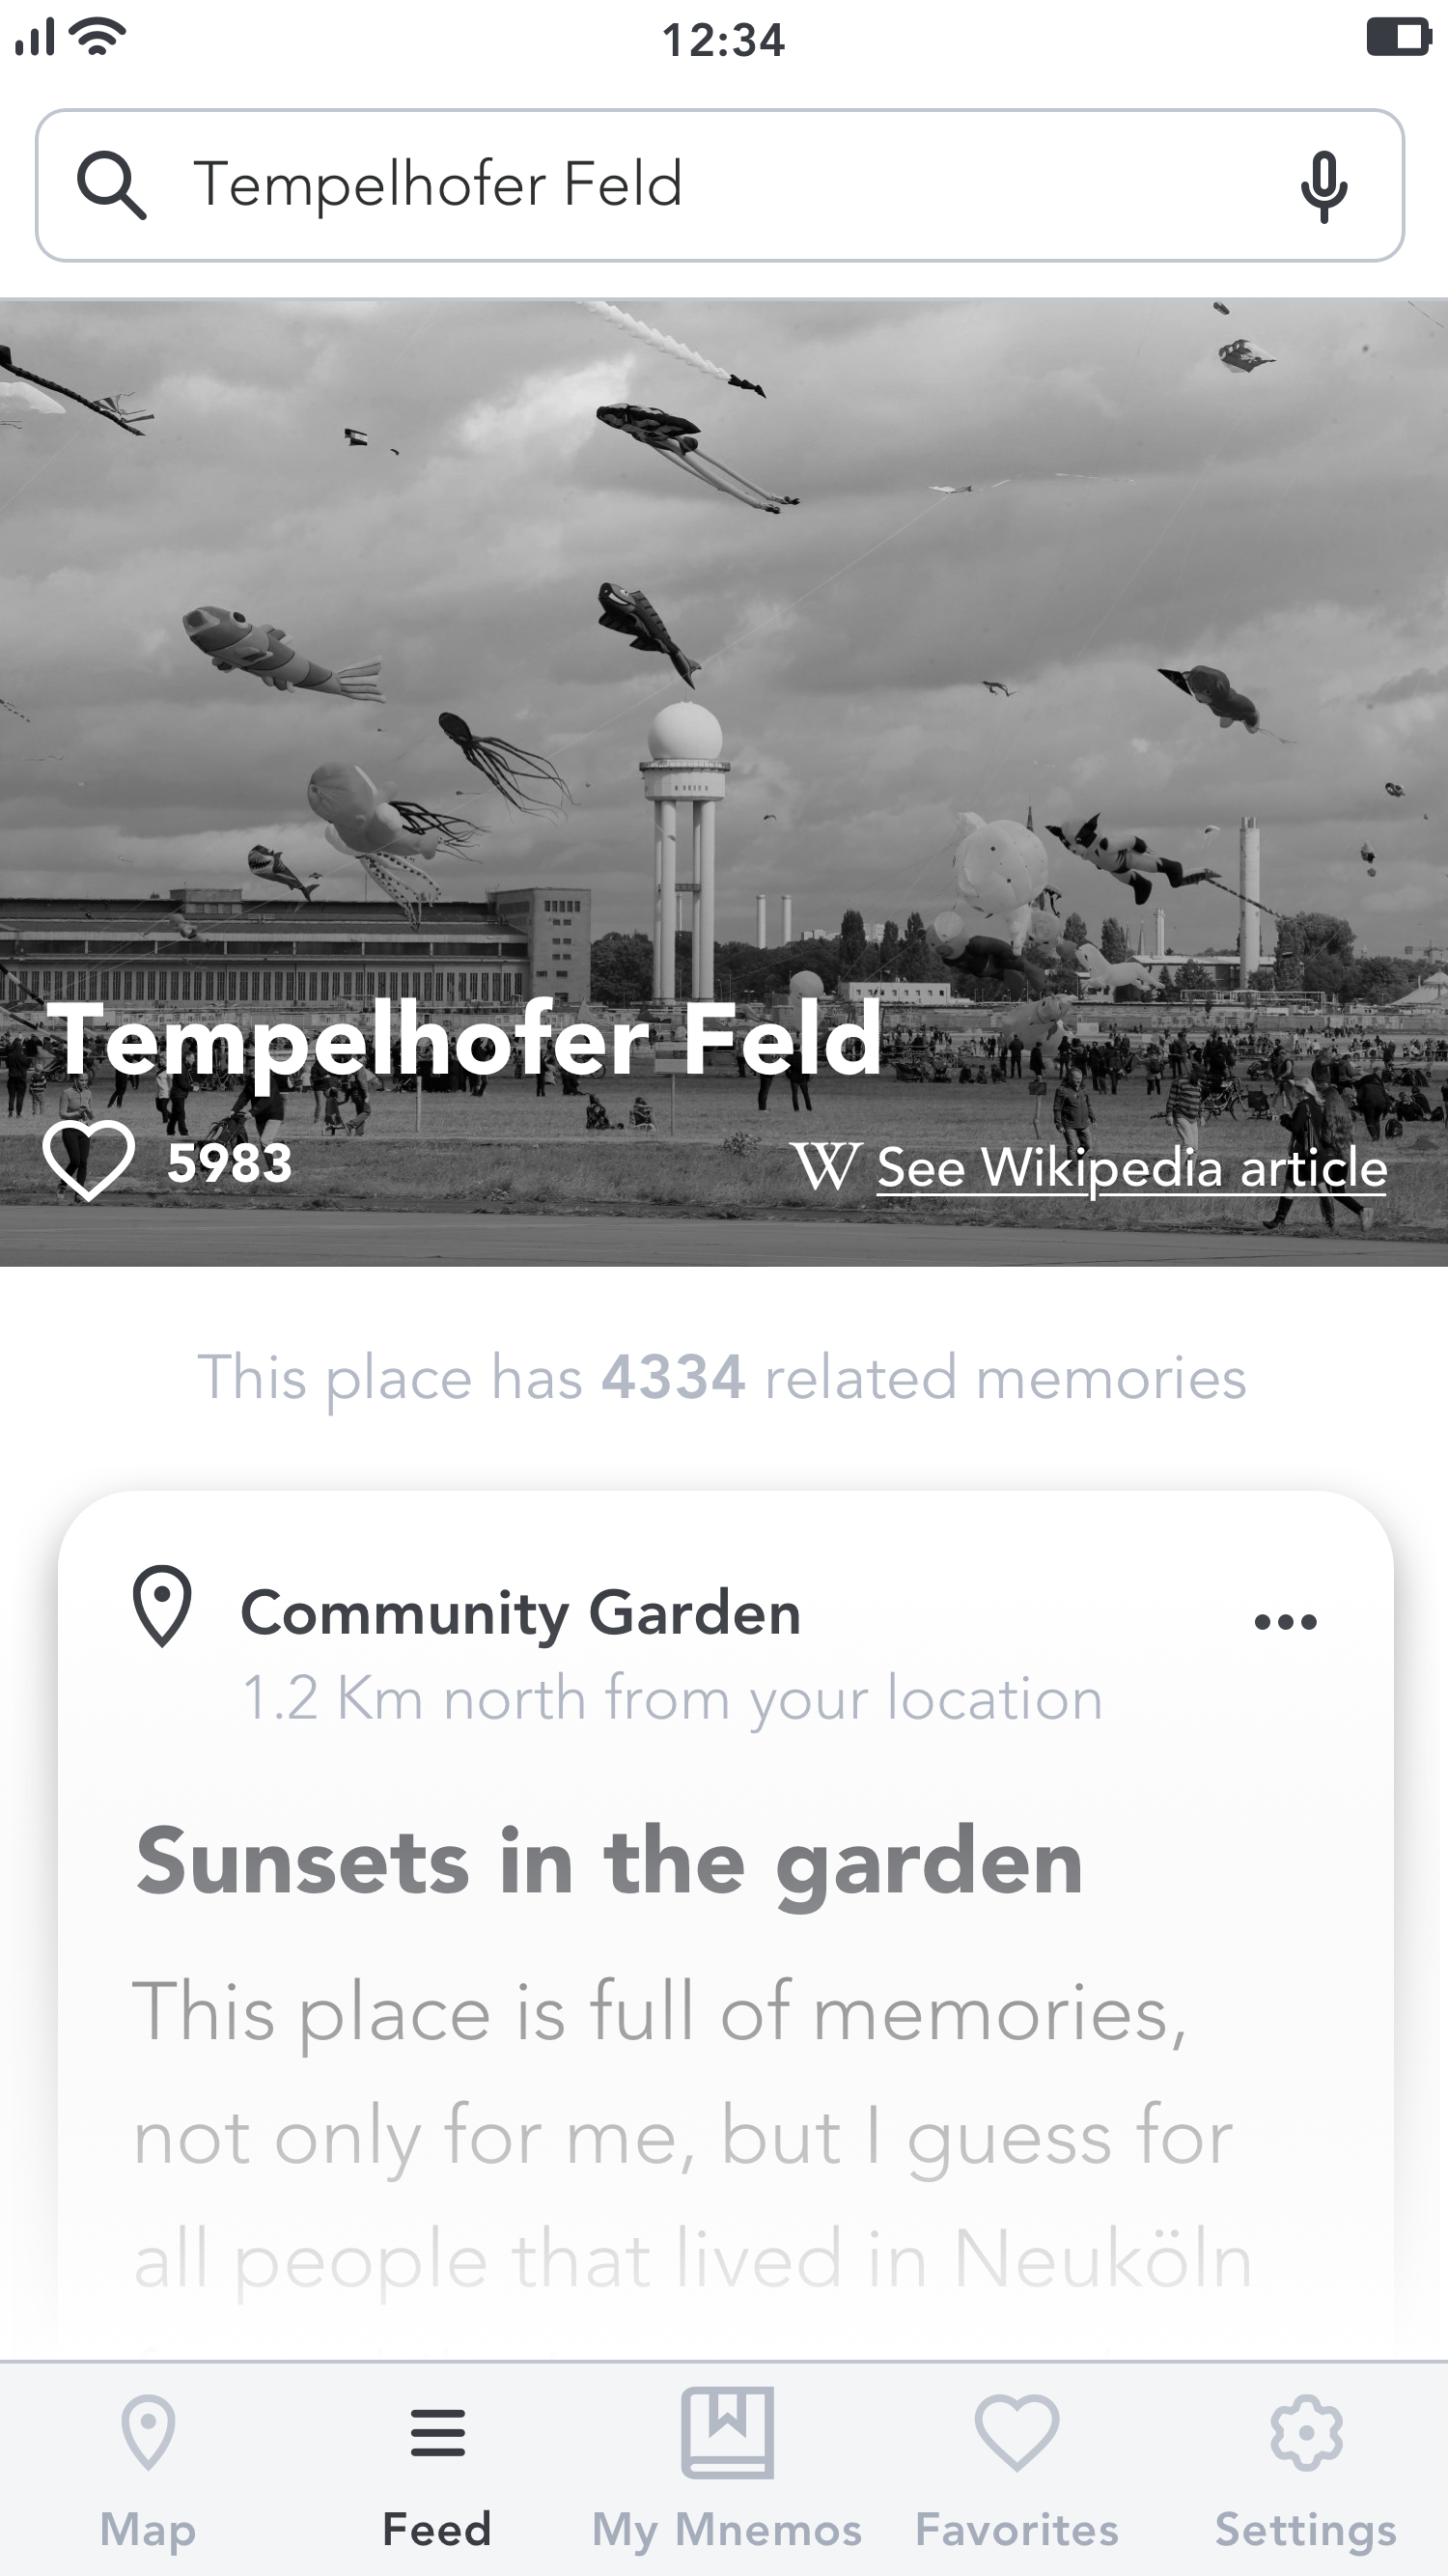 12:34
Tempelhofer Feld
Tempelhofer Feld
5983
W See Wikipedia article
This place has 4334 related memories
Community Garden
1.2 Km north from your location
Sunsets in the garden
This place is full of memories,
not only for me, but I guess for
all people that lived in Neuköln
Map
Feed
My Mnemos
Favorites
Settings